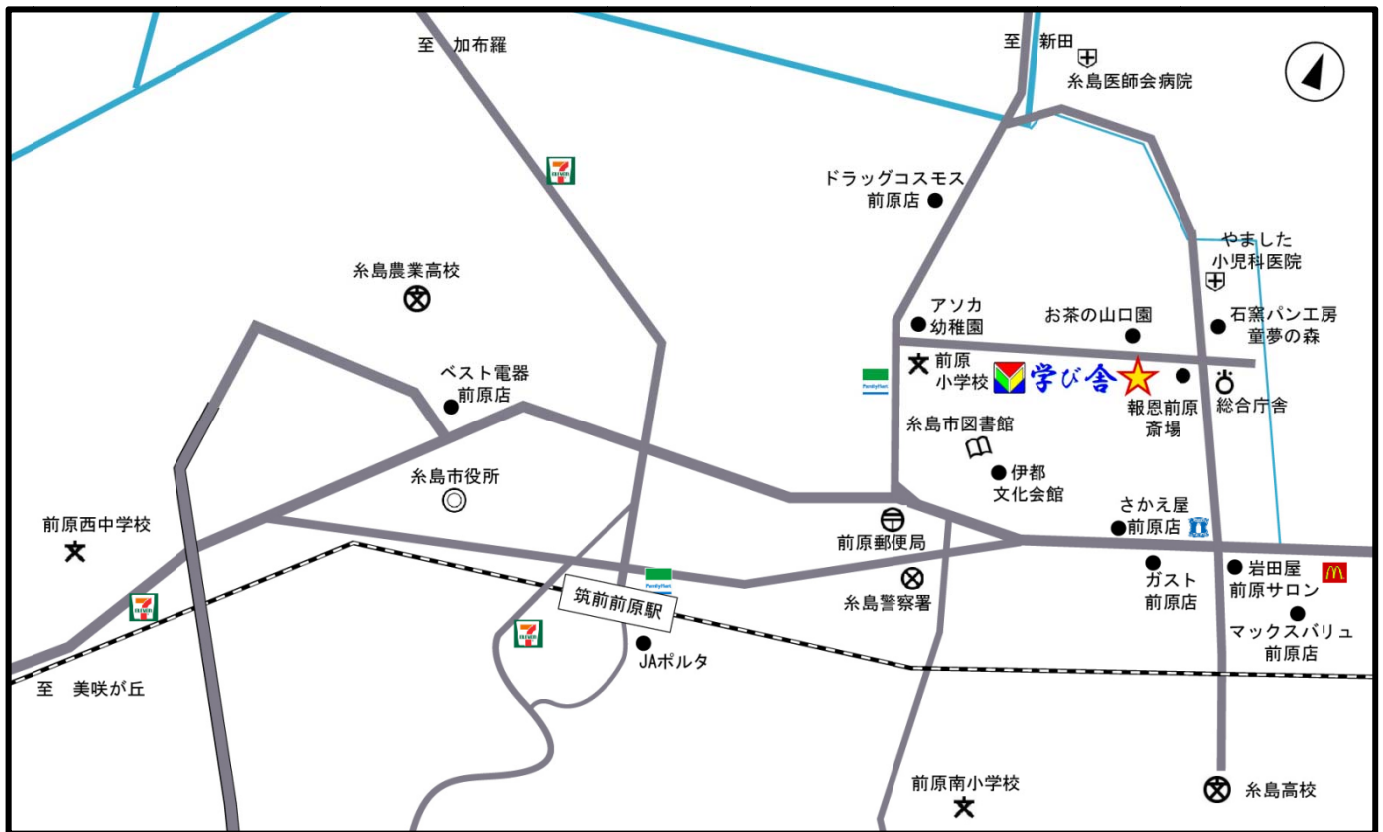 至 加布羅
至 新田
糸島医師会病院
ドラッグコスモス
前原店
やました
小児科医院
糸島農業高校
アソカ
幼稚園
お茶の山口園
石窯パン工房
童夢の森
ベスト電器
前原店
前原
小学校
学び舎
FamilyMart
報恩前原
斎場
総合庁舎
糸島市図書館
伊都
文化会館
糸島市役所
さかえ屋
前原店
前原西中学校
前原郵便局
ガスト
前原店
岩田屋
前原サロン
糸島警察署
FamilyMart
筑前前原駅
マックスバリュ
前原店
JAポルタ
至 美咲が丘
前原南小学校
糸島高校